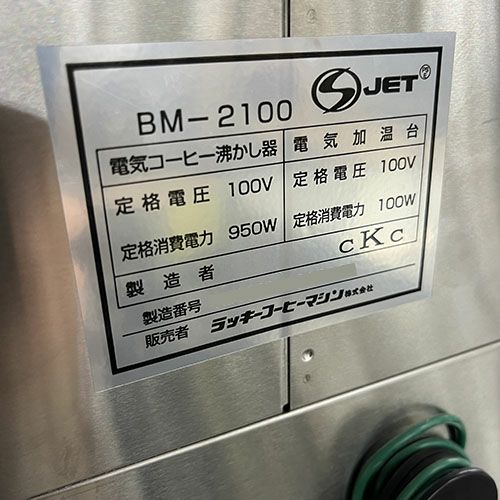 BM-2100 JET
電気コーヒー沸かし器 電気加温台
定格電圧 100V 定格電圧 100V
定格消費電力 950W 定格消費電力 100W
製造者 CKC
製造番号
販売者 ラッキーコーヒーマシン株式会社